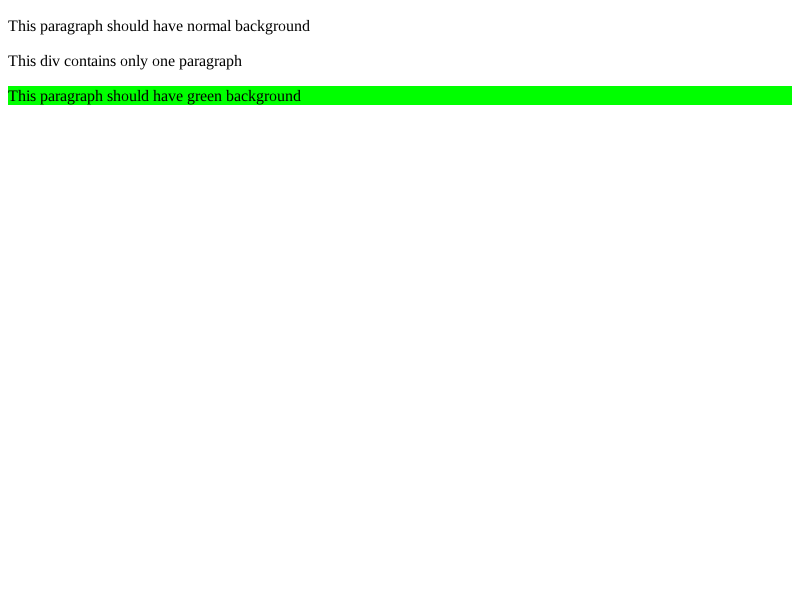 This paragraph should have normal background
This div contains only one paragraph
This paragraph should have green background